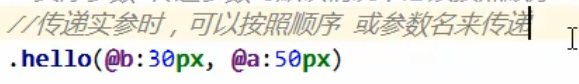 //传递实参时，可以按照顺序 或参数名来传递
.hello(@b:30px, @a:50px)